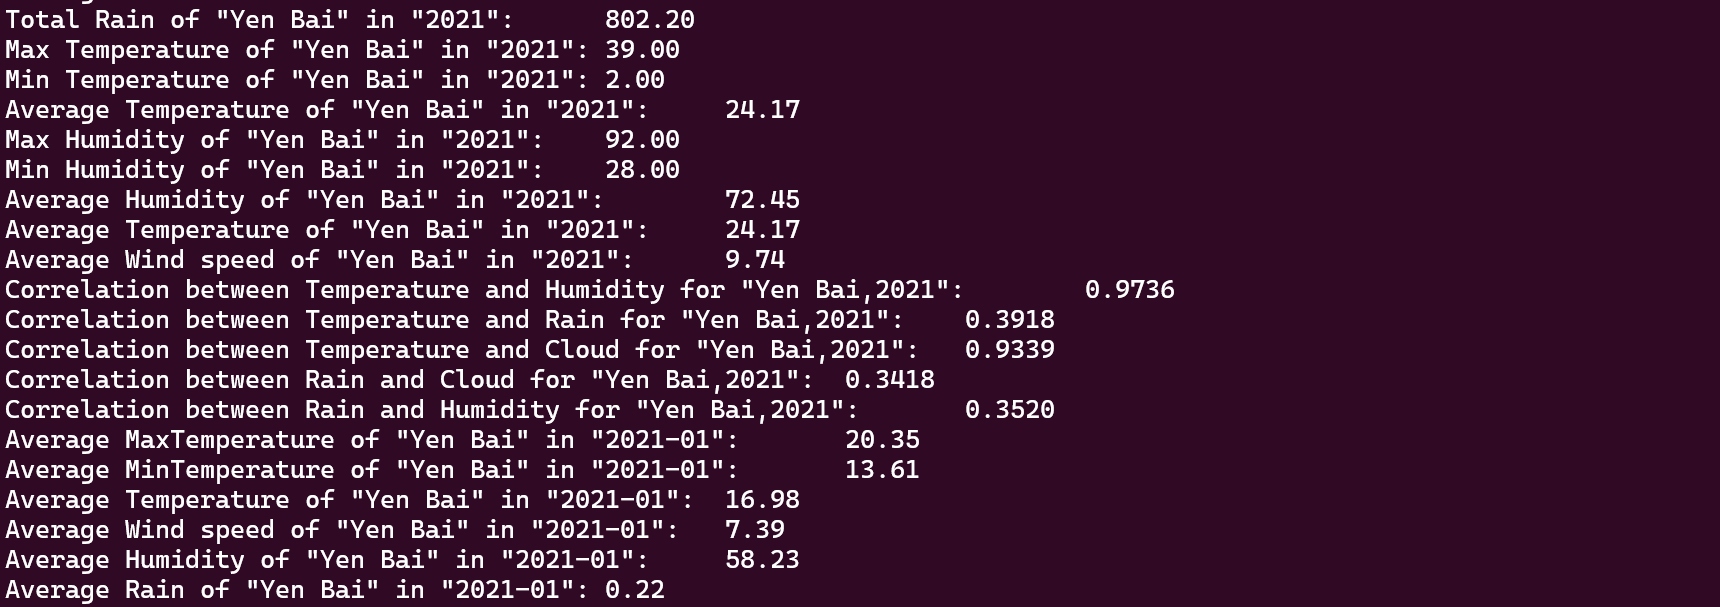 Total Rain of "Yen Bai" in "2021": 802.20
Max Temperature of "Yen Bai" in "2021": 39.00
Min Temperature of "Yen Bai" in "2021": 2.00
Average Temperature of "Yen Bai" in "2021": 24.17
Max Humidity of "Yen Bai" in "2021": 92.00
Min Humidity of "Yen Bai" in "2021": 28.00
Average Humidity of "Yen Bai" in "2021": 72.45
Average Temperature of "Yen Bai" in "2021": 24.17
Average Wind speed of "Yen Bai" in "2021": 9.74
Correlation between Temperature and Humidity for "Yen Bai,2021": 0.9736
Correlation between Temperature and Rain for "Yen Bai,2021": 0.3918
Correlation between Temperature and Cloud for "Yen Bai,2021": 0.9339
Correlation between Rain and Cloud for "Yen Bai,2021": 0.3418
Correlation between Rain and Humidity for "Yen Bai,2021": 0.3520
Average MaxTemperature of "Yen Bai" in "2021-01": 20.35
Average MinTemperature of "Yen Bai" in "2021-01": 13.61
Average Temperature of "Yen Bai" in "2021-01": 16.98
Average Wind speed of "Yen Bai" in "2021-01": 7.39
Average Humidity of "Yen Bai" in "2021-01": 58.23
Average Rain of "Yen Bai" in "2021-01": 0.22